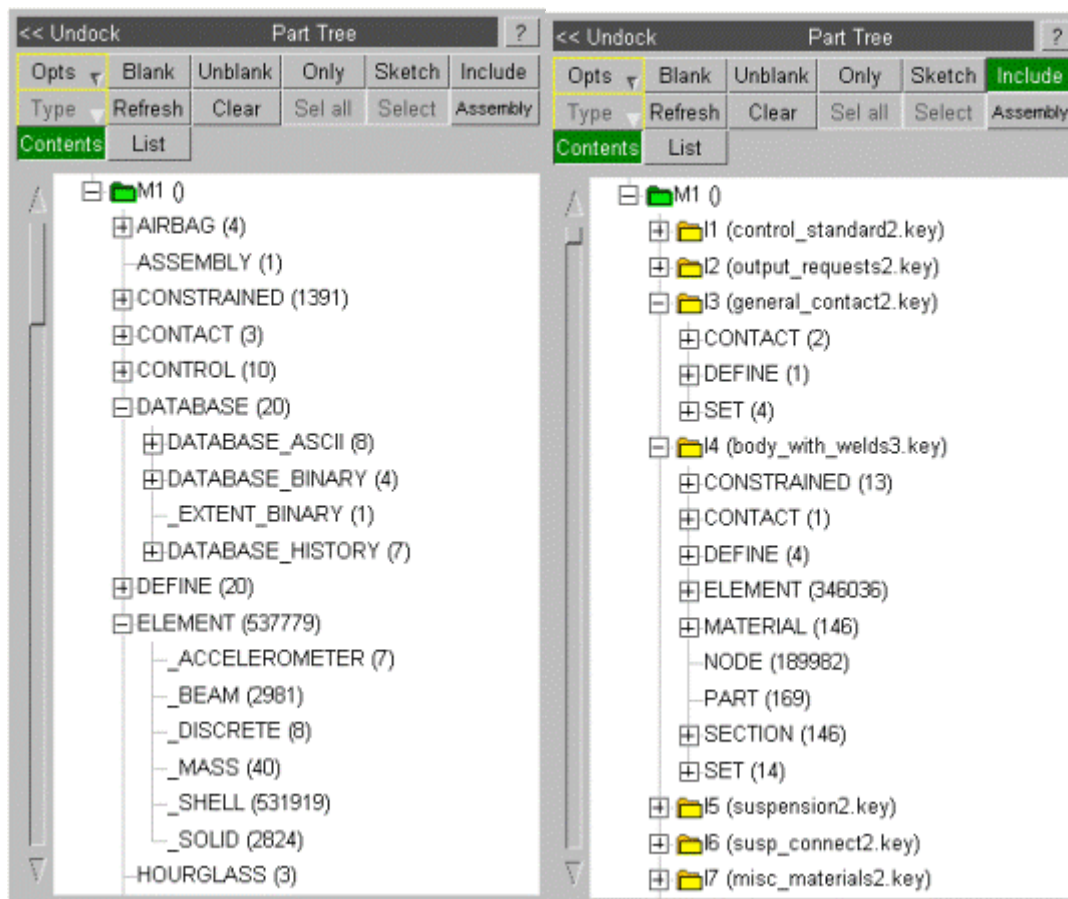 << Undock Part Tree ?
Opts Blank Unblank Only Sketch Include
Type Refresh Clear Sel all Select Assembly
Contents List
M1 ()
AIRBAG (4)
ASSEMBLY (1)
CONSTRAINED (1391)
CONTACT (3)
CONTROL (10)
DATABASE (20)
DATABASE_ASCII (8)
DATABASE_BINARY (4)
_EXTENT_BINARY (1)
DATABASE_HISTORY (7)
DEFINE (20)
ELEMENT (537779)
_ACCELEROMETER (7)
_BEAM (2981)
_DISCRETE (8)
_MASS (40)
_SHELL (531919)
_SOLID (2824)
HOURGLASS (3)
<< Undock Part Tree ?
Opts Blank Unblank Only Sketch Include
Type Refresh Clear Sel all Select Assembly
Contents List
M1 ()
I1 (control_standard2.key)
I2 (output_requests2.key)
I3 (general_contact2.key)
CONTACT (2)
DEFINE (1)
SET (4)
I4 (body_with_welds3.key)
CONSTRAINED (13)
CONTACT (1)
DEFINE (4)
ELEMENT (346036)
MATERIAL (146)
NODE (189982)
PART (169)
SECTION (146)
SET (14)
I5 (suspension2.key)
I6 (susp_connect2.key)
I7 (misc_materials2.key)